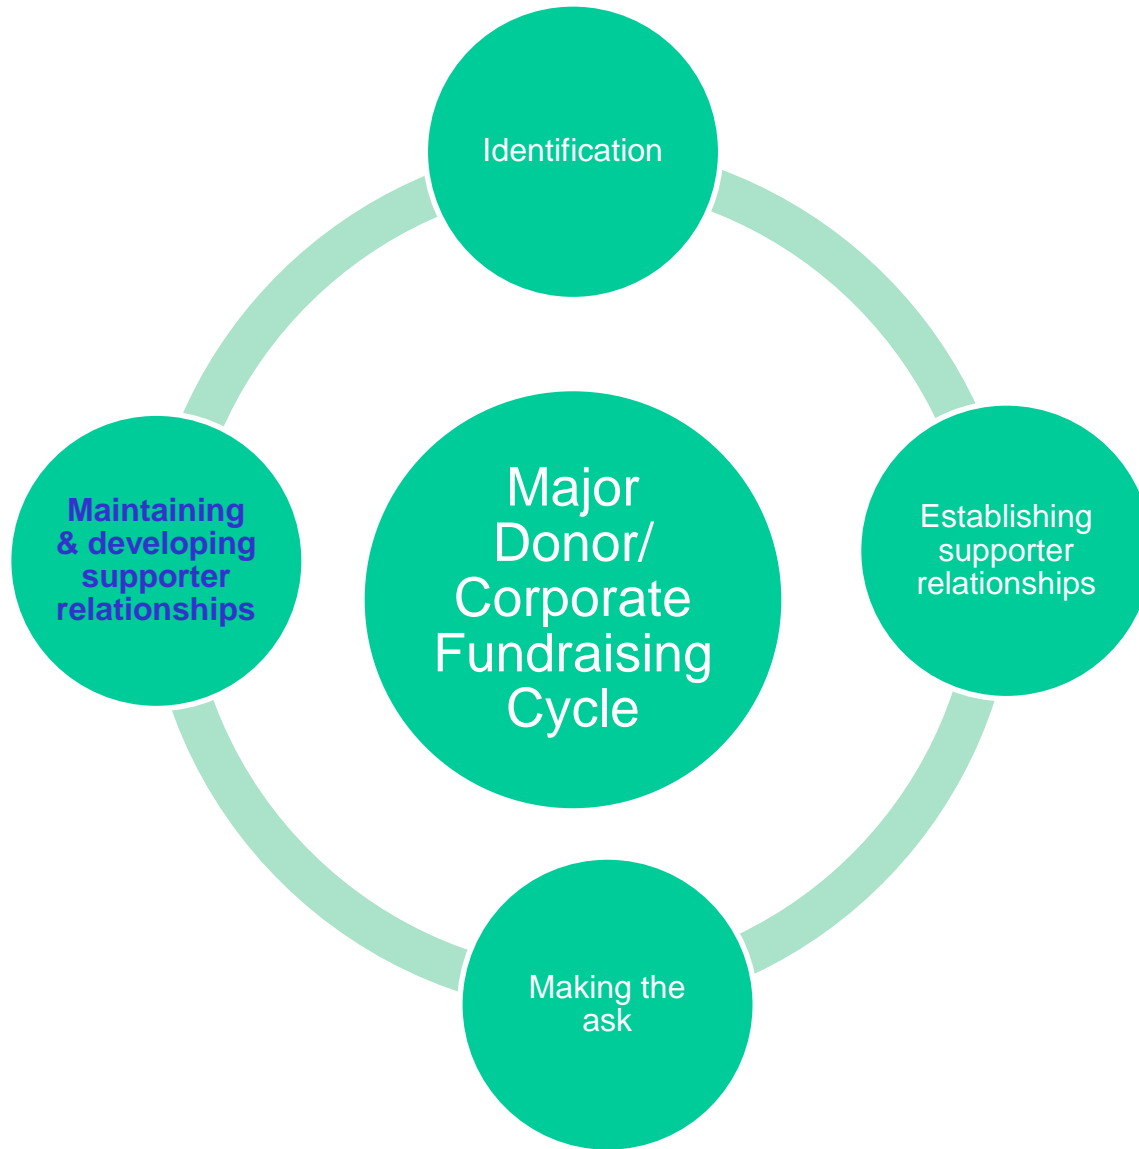 Identification
Major
Donor/
Corporate
Fundraising
Cycle
Establishing
supporter
relationships
Making the
ask
Maintaining
& developing
supporter
relationships